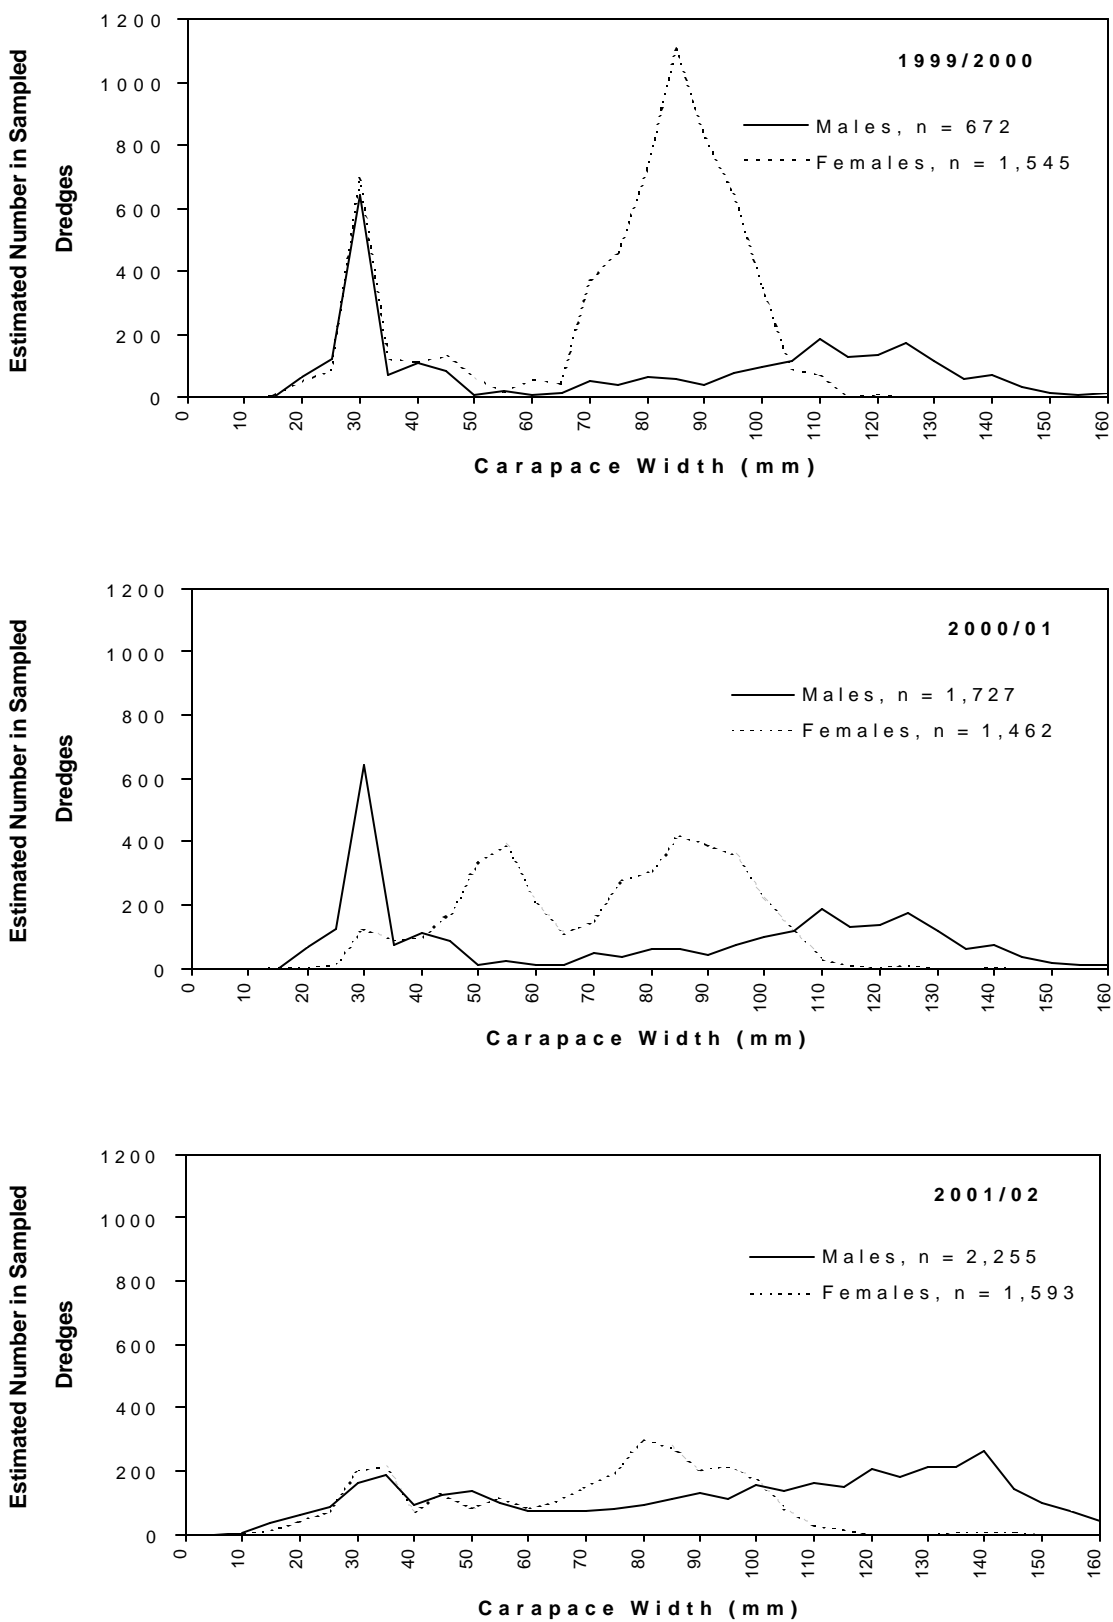 Estimated Number in Sampled
Dredges
1200
1000
800
600
400
200
0
1999/2000
Males, n = 672
Females, n = 1,545
0 10 20 30 40 50 60 70 80 90 100 110 120 130 140 150 160
Carapace Width (mm)
Estimated Number in Sampled
Dredges
1200
1000
800
600
400
200
0
2000/01
Males, n = 1,727
Females, n = 1,462
0 10 20 30 40 50 60 70 80 90 100 110 120 130 140 150 160
Carapace Width (mm)
Estimated Number in Sampled
Dredges
1200
1000
800
600
400
200
0
2001/02
Males, n = 2,255
Females, n = 1,593
0 10 20 30 40 50 60 70 80 90 100 110 120 130 140 150 160
Carapace Width (mm)